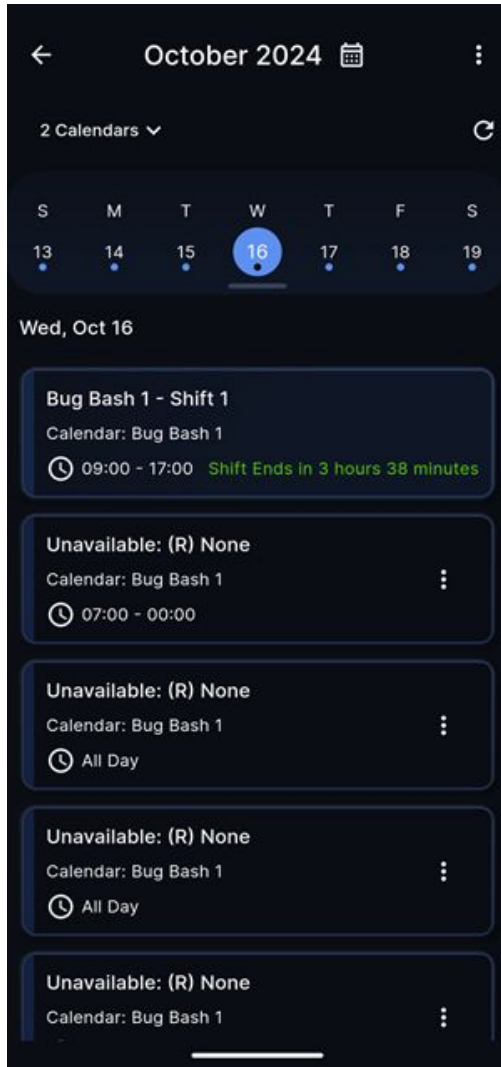 October 2024
2 Calendars
S M T W T F S
13 14 15 16 17 18 19
Wed, Oct 16
Bug Bash 1 - Shift 1
Calendar: Bug Bash 1
09:00 - 17:00 Shift Ends in 3 hours 38 minutes
Unavailable: (R) None
Calendar: Bug Bash 1
07:00 - 00:00
Unavailable: (R) None
Calendar: Bug Bash 1
All Day
Unavailable: (R) None
Calendar: Bug Bash 1
All Day
Unavailable: (R) None
Calendar: Bug Bash 1